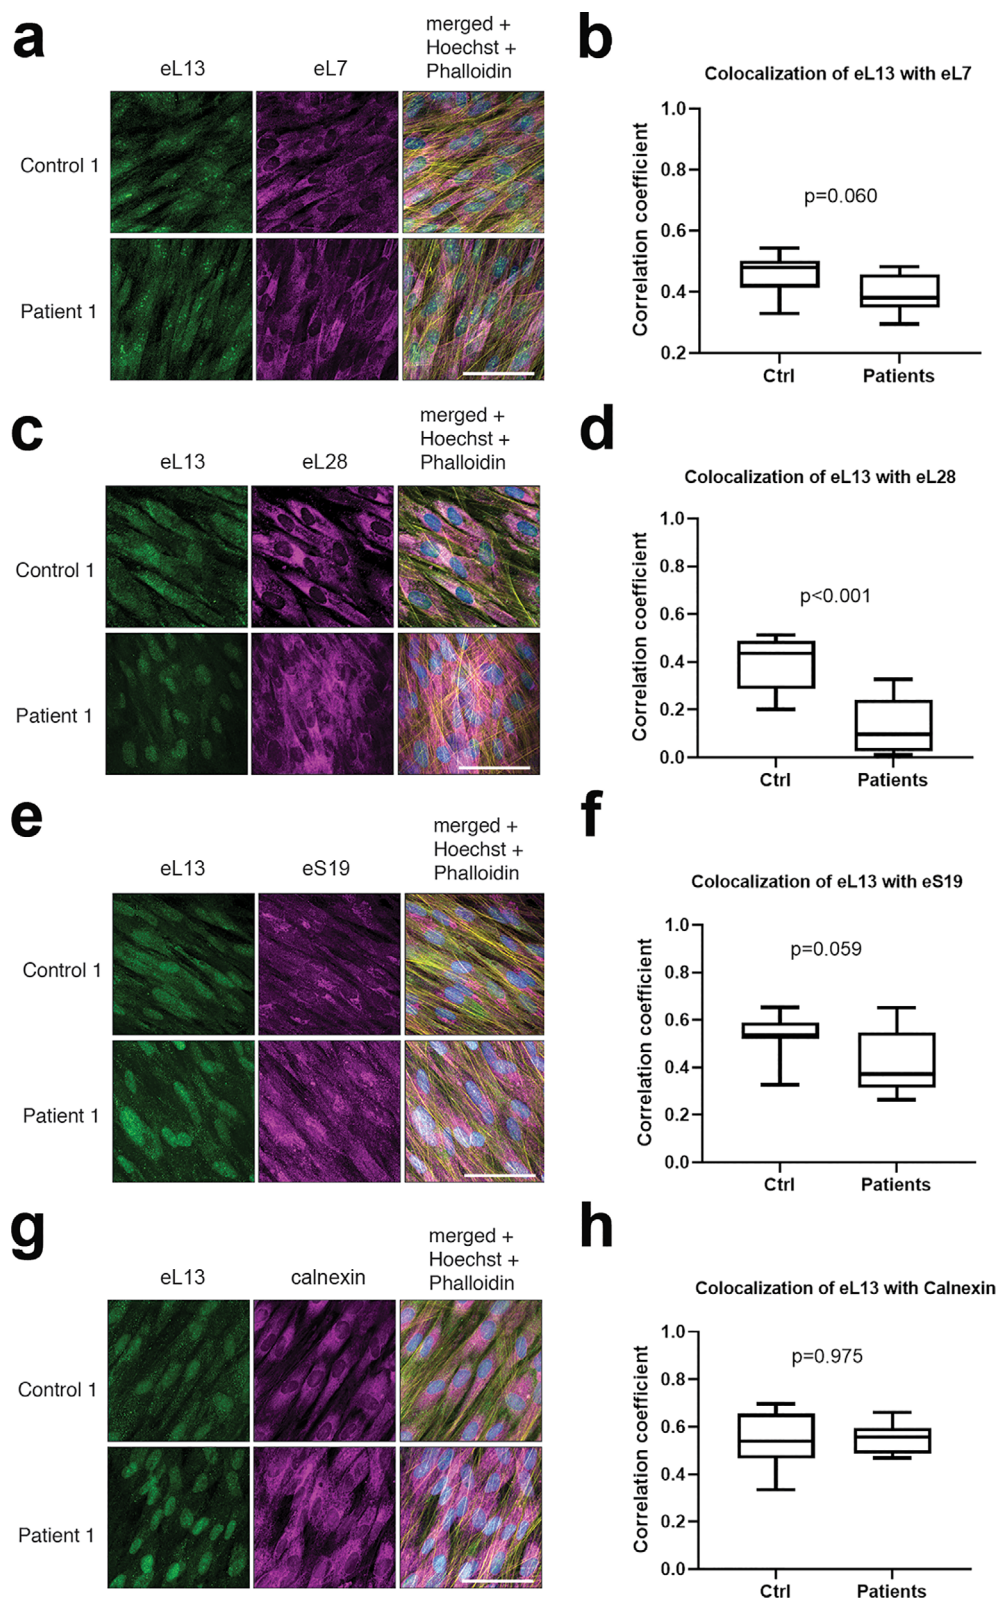 a
eL13
eL7
merged +
Hoechst +
Phalloidin
Control 1
Patient 1
b
Colocalization of eL13 with eL7
Correlation coefficient
1.0
0.8
0.6
0.4
0.2
p=0.060
Ctrl
Patients
c
eL13
eL28
merged +
Hoechst +
Phalloidin
Control 1
Patient 1
d
Colocalization of eL13 with eL28
Correlation coefficient
1.0
0.8
0.6
0.4
0.2
0.0
p<0.001
Ctrl
Patients
e
eL13
eS19
merged +
Hoechst +
Phalloidin
Control 1
Patient 1
f
Colocalization of eL13 with eS19
Correlation coefficient
1.0
0.8
0.6
0.4
0.2
0.0
p=0.059
Ctrl
Patients
g
eL13
calnexin
merged +
Hoechst +
Phalloidin
Control 1
Patient 1
h
Colocalization of eL13 with Calnexin
Correlation coefficient
1.0
0.8
0.6
0.4
0.2
0.0
p=0.975
Ctrl
Patients